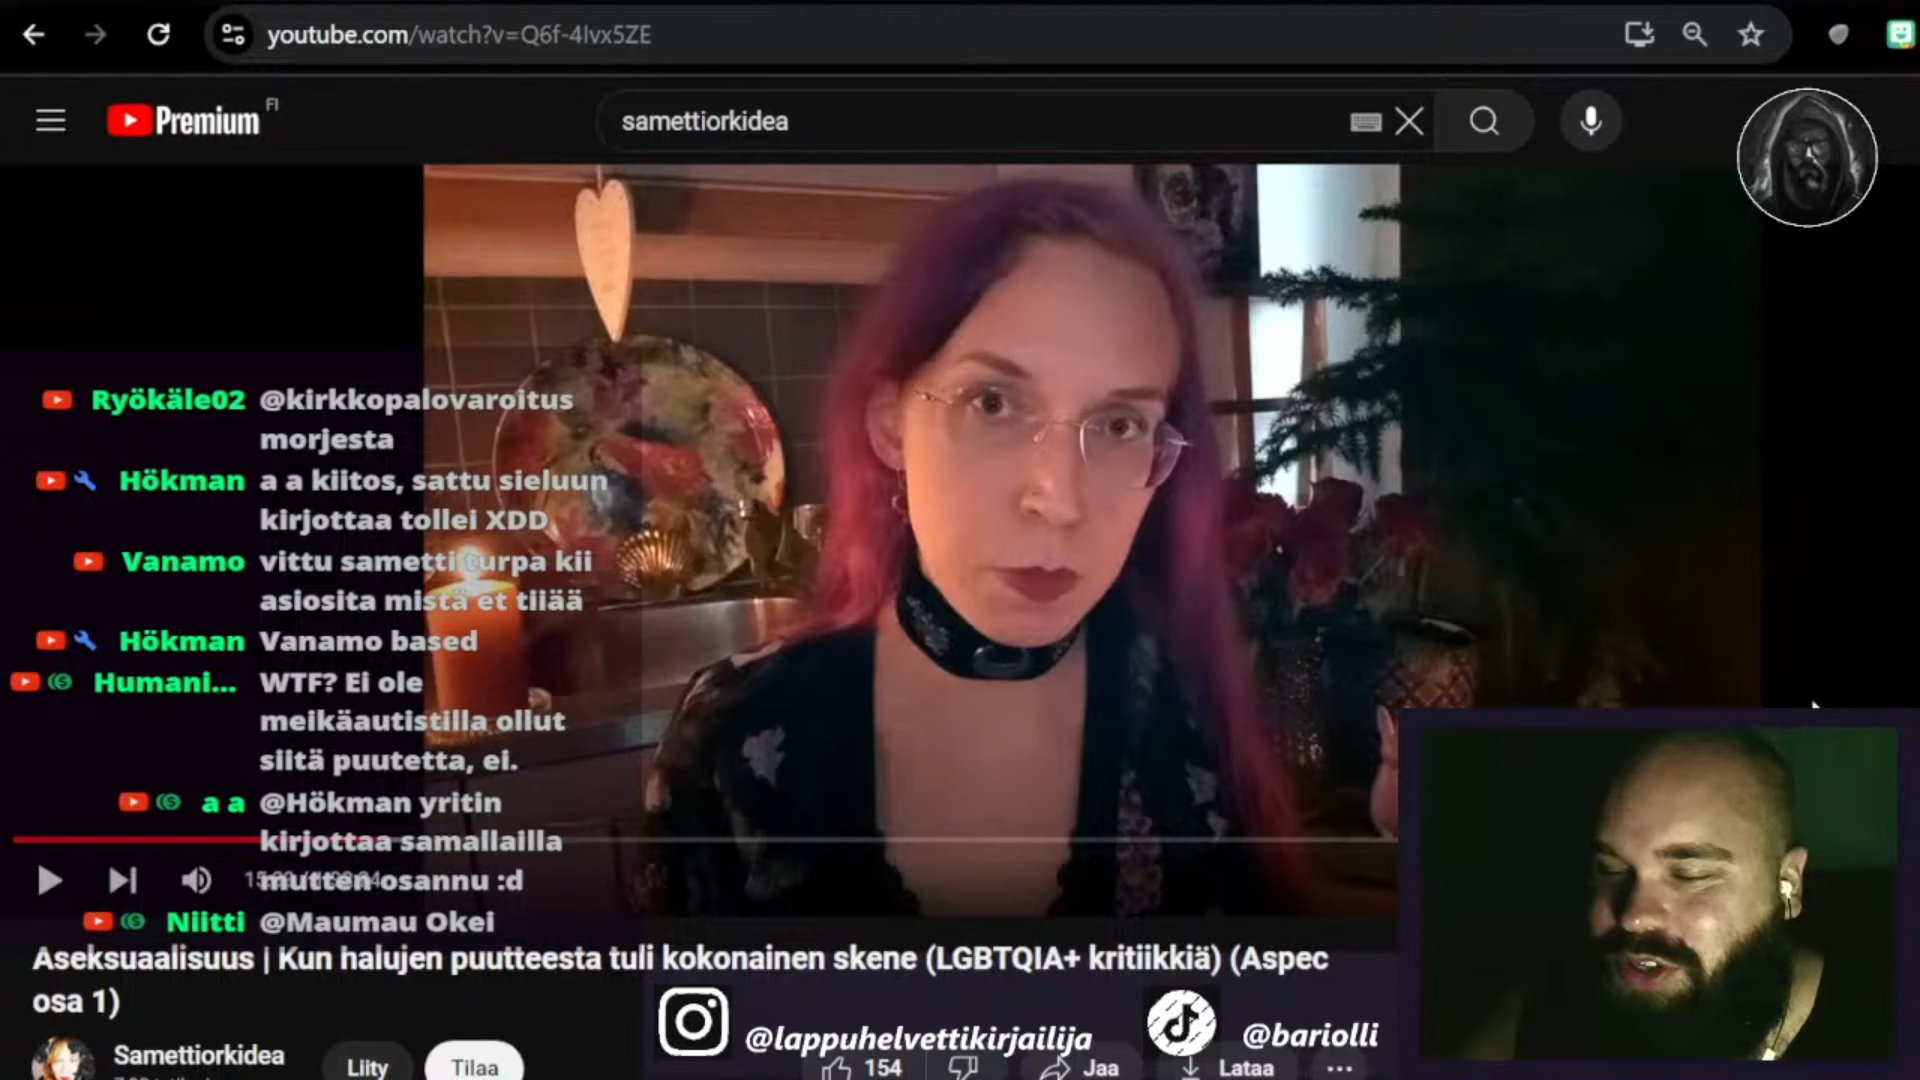 youtube.com/watch?v=Q6f-4lvx5ZE
Premium FI
samettiorkidea
Ryökäle02 @kirkkopalovaroitus
morjesta
Hökman a a kiitos, sattu sieluun
kirjottaa tollei XDD
Vanamo vittu sametti turpa kii
asiosita mistä et tiiää
Hökman Vanamo based
Humani... WTF? Ei ole
meikäautistilla ollut
siitä puutetta, ei.
a a @Hökman yritin
kirjottaa samallailla
mutten osannu :d
Niitti @Maumau Okei
Aseksuaalisuus | Kun halujen puutteesta tuli kokonainen skene (LGBTQIA+ kritiikkiä) (Aspec
osa 1)
@lappuhelvettikirjailija
@bariolli
Samettiorkidea
Liity
Tilaa
154
Jaa
Lataa